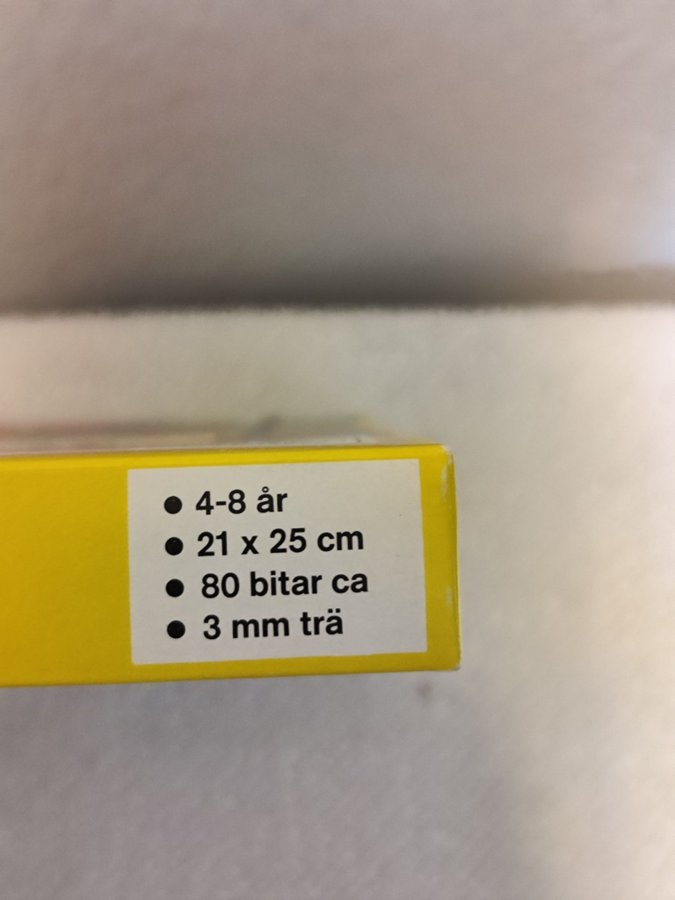 ● 4-8 år
● 21 x 25 cm
● 80 bitar ca
● 3 mm trä